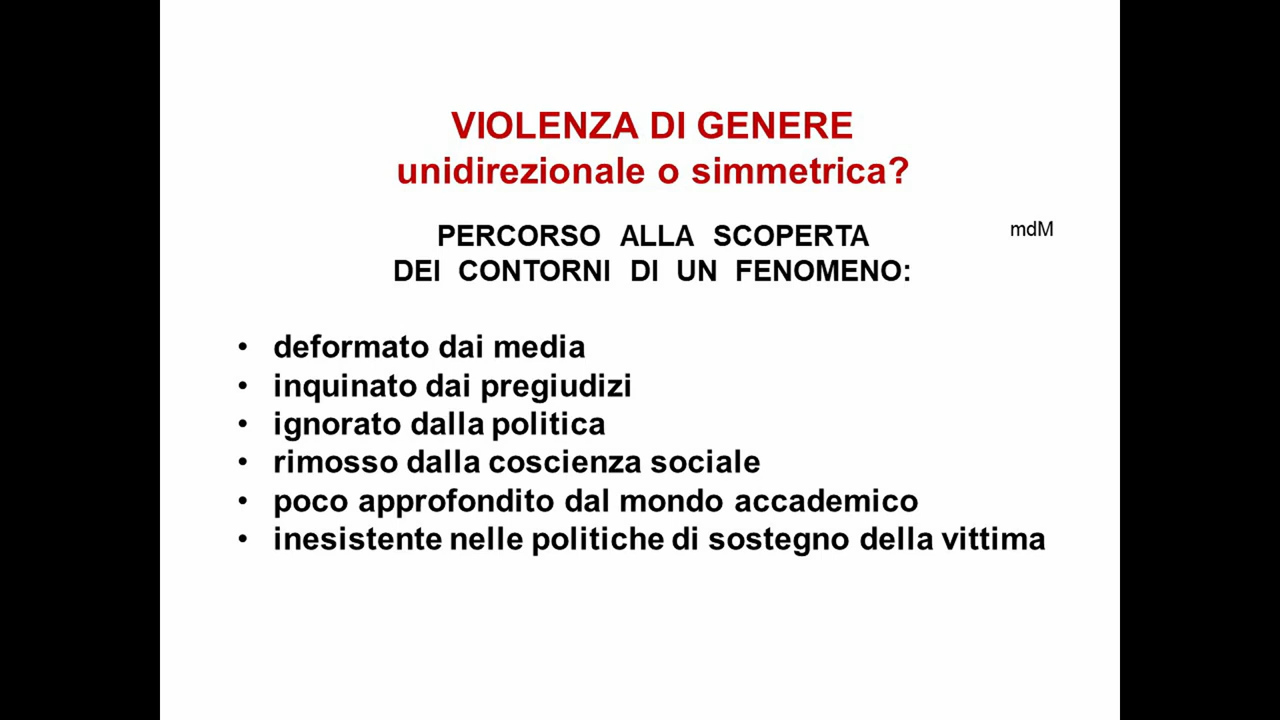 VIOLENZA DI GENERE
unidirezionale o simmetrica?
mdM
PERCORSO ALLA SCOPERTA
DEI CONTORNI DI UN FENOMENO:
• deformato dai media
• inquinato dai pregiudizi
• ignorato dalla politica
• rimosso dalla coscienza sociale
• poco approfondito dal mondo accademico
• inesistente nelle politiche di sostegno della vittima